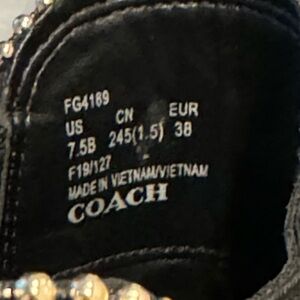 FG4169
US CN EUR
7.5B 245(1.5) 38
F19/127
MADE IN VIETNAM/VIETNAM
COACH